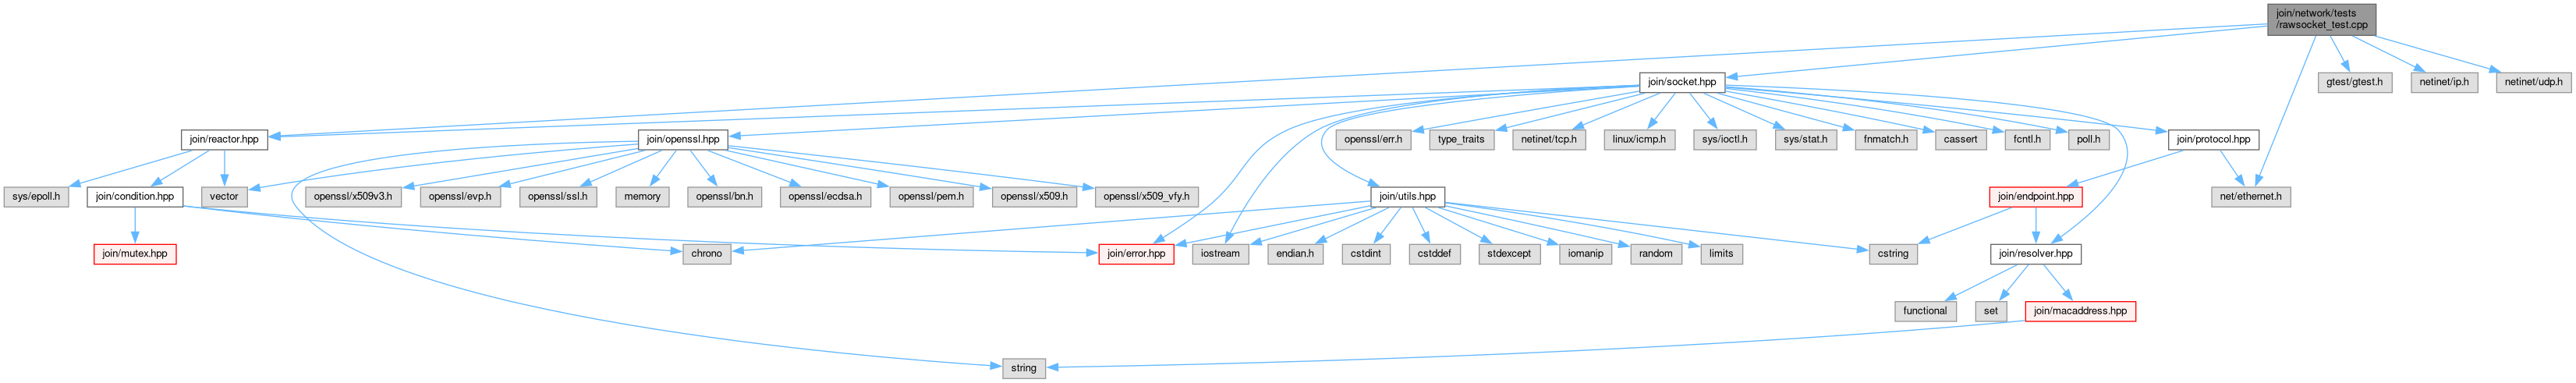 join/network/tests
/rawsocket_test.cpp
join/socket.hpp
gtest/gtest.h
netinet/ip.h
netinet/udp.h
join/reactor.hpp
join/openssl.hpp
openssl/err.h
type_traits
netinet/tcp.h
linux/icmp.h
sys/ioctl.h
sys/stat.h
fnmatch.h
cassert
fcntl.h
poll.h
join/protocol.hpp
sys/epoll.h
join/condition.hpp
vector
openssl/x509v3.h
openssl/evp.h
openssl/ssl.h
memory
openssl/bn.h
openssl/ecdsa.h
openssl/pem.h
openssl/x509.h
openssl/x509_vfy.h
join/utils.hpp
join/endpoint.hpp
net/ethernet.h
join/mutex.hpp
chrono
join/error.hpp
iostream
endian.h
cstdint
cstddef
stdexcept
iomanip
random
limits
cstring
join/resolver.hpp
functional
set
join/macaddress.hpp
string